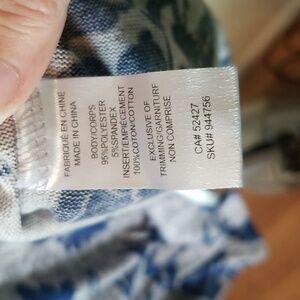 FABRIQUÉ EN CHINE
MADE IN CHINA
BODY/CORPS
95%POLYESTER
5%SPANDEX
INSERT/EMPIÈCEMENT
100%COTTON/COTON
EXCLUSIVE OF
TRIMMING/GARNITURE
NON COMPRISE
CA# 52427
SKU# 944756